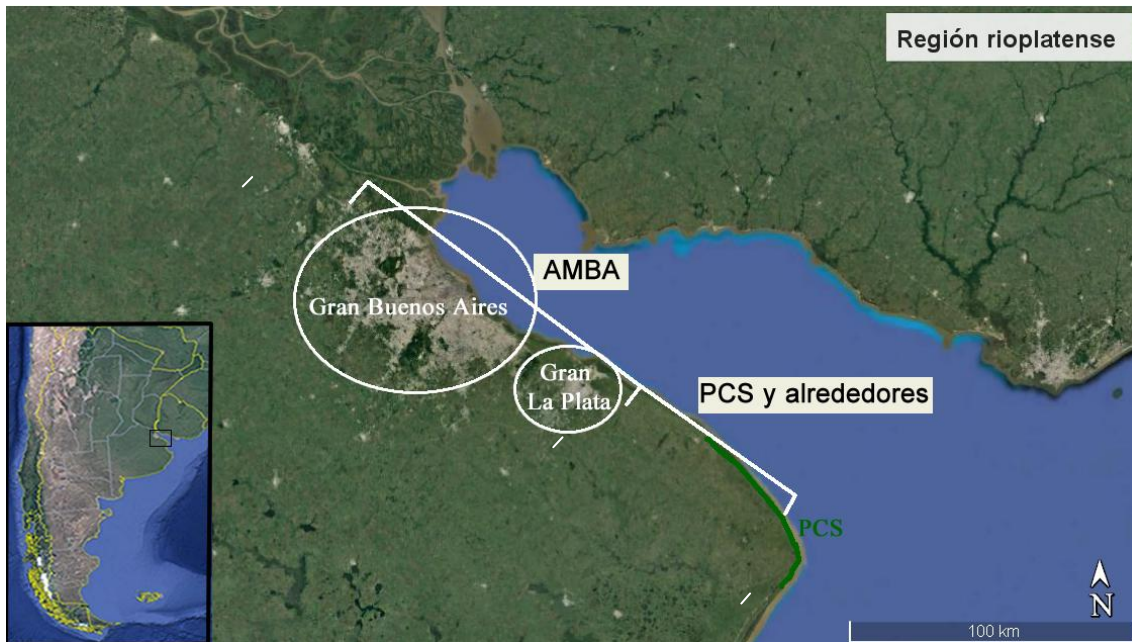 Región rioplatense
AMBA
Gran Buenos Aires
Gran
La Plata
PCS y alrededores
PCS
N
100 km